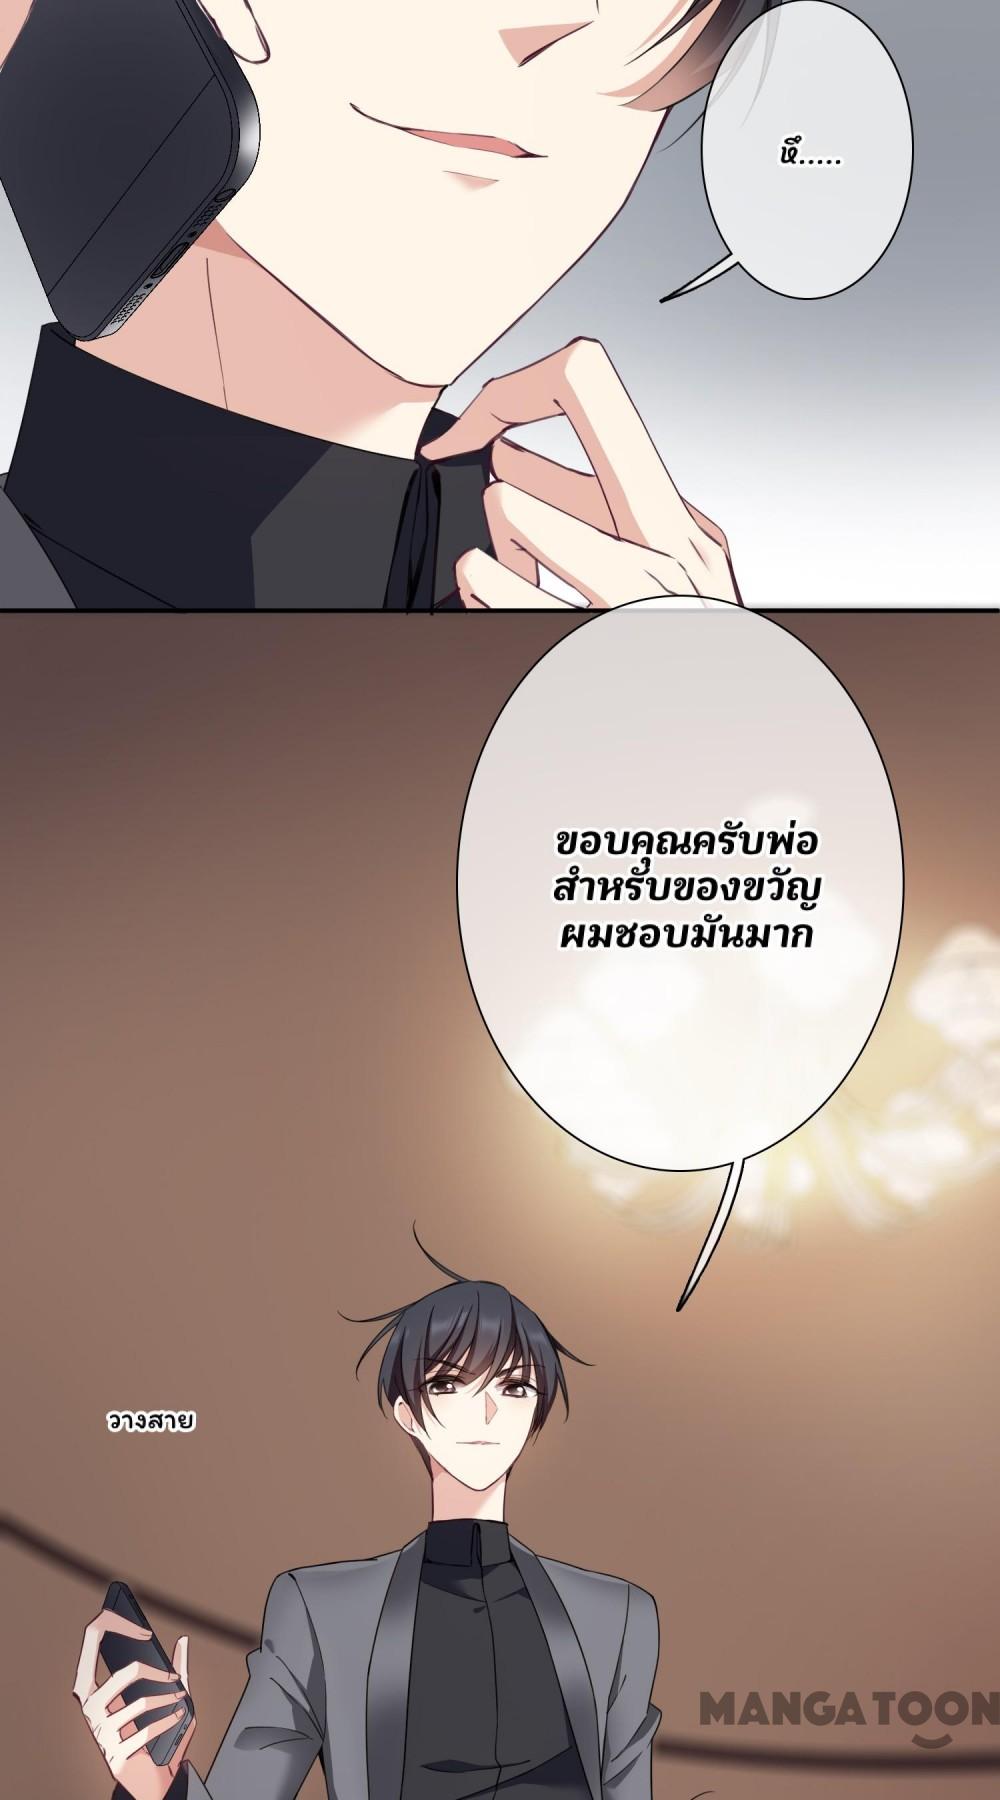 หึ.....
ขอบคุณครับพ่อ
สำหรับของขวัญ
ผมชอบมันมาก
วางสาย
MANGATOON